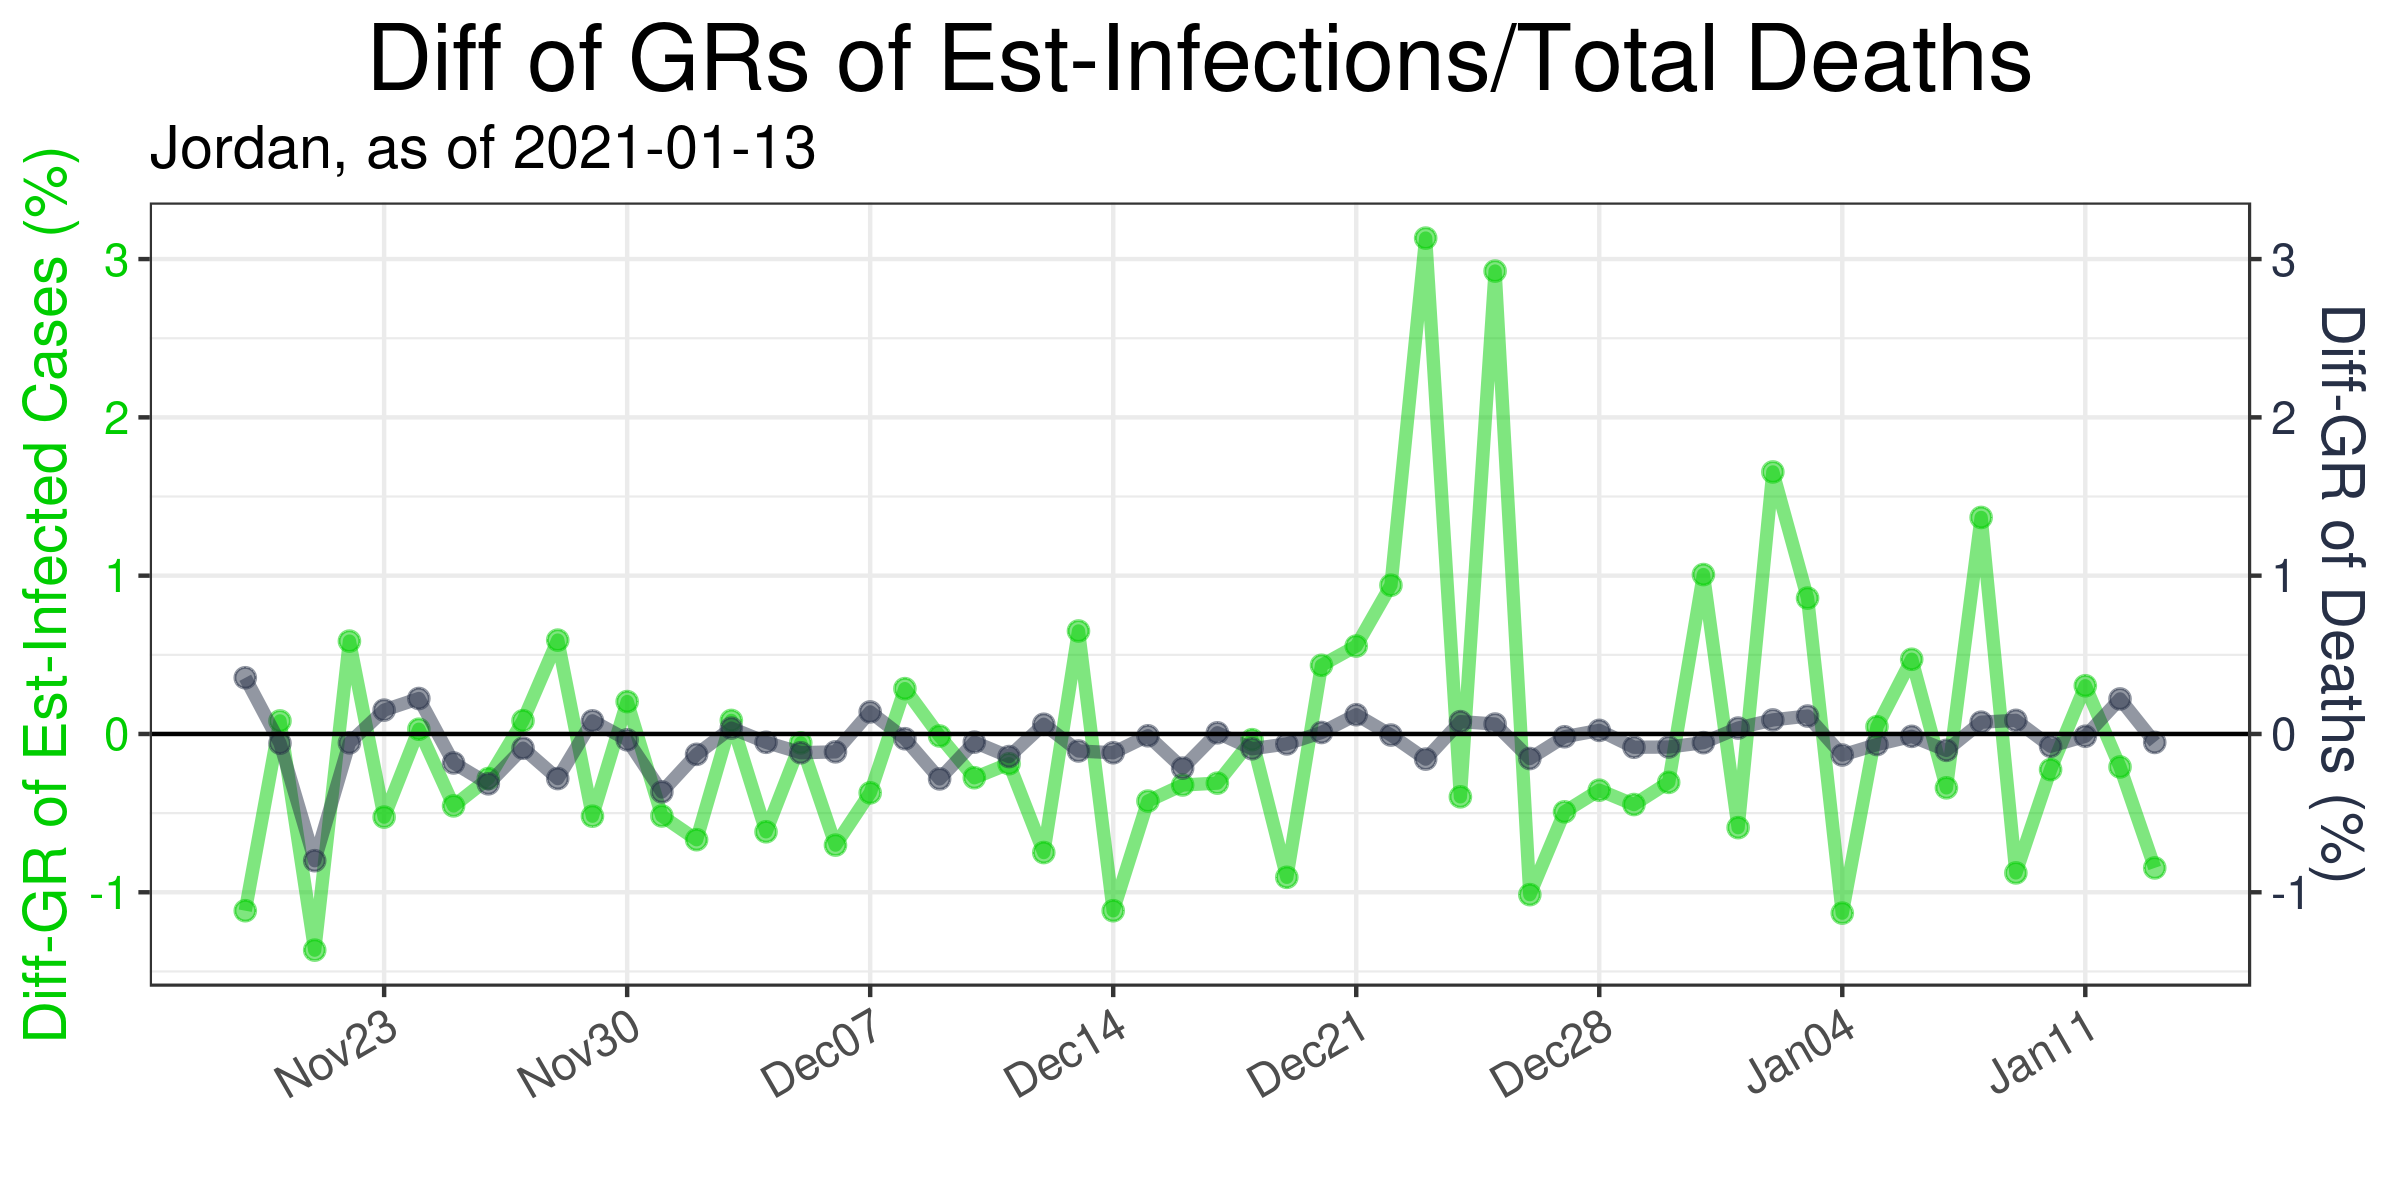 Diff of GRs of Est-Infections/Total Deaths
Jordan, as of 2021-01-13
Diff-GR of Est-Infected Cases (%)
3
2
1
0
-1
3
2
1
0
-1
Diff-GR of Deaths (%)
Nov23
Nov30
Dec07
Dec14
Dec21
Dec28
Jan04
Jan11